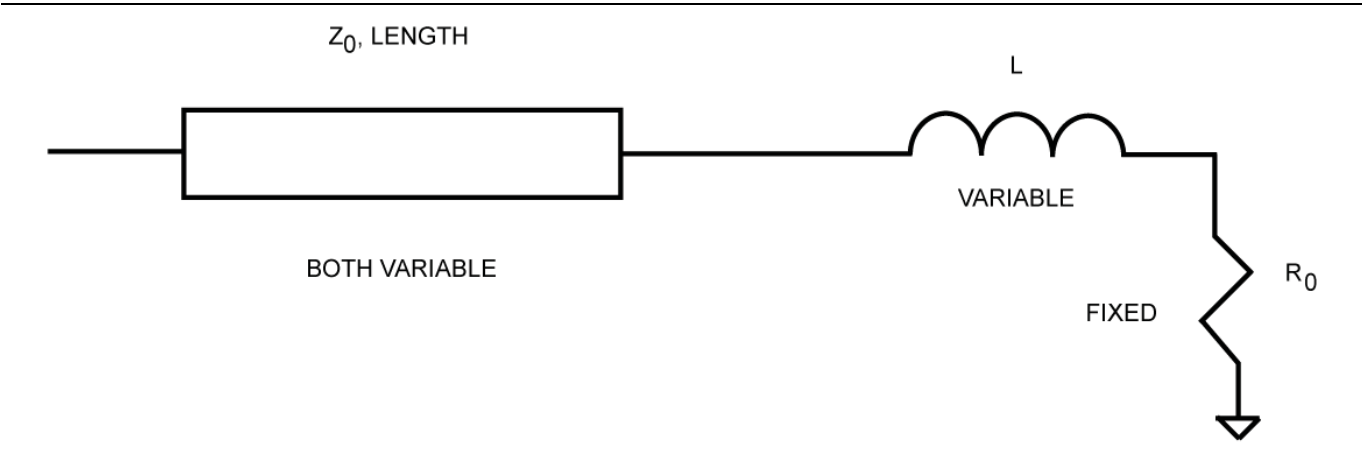 Z0, LENGTH
L
VARIABLE
BOTH VARIABLE
R0
FIXED